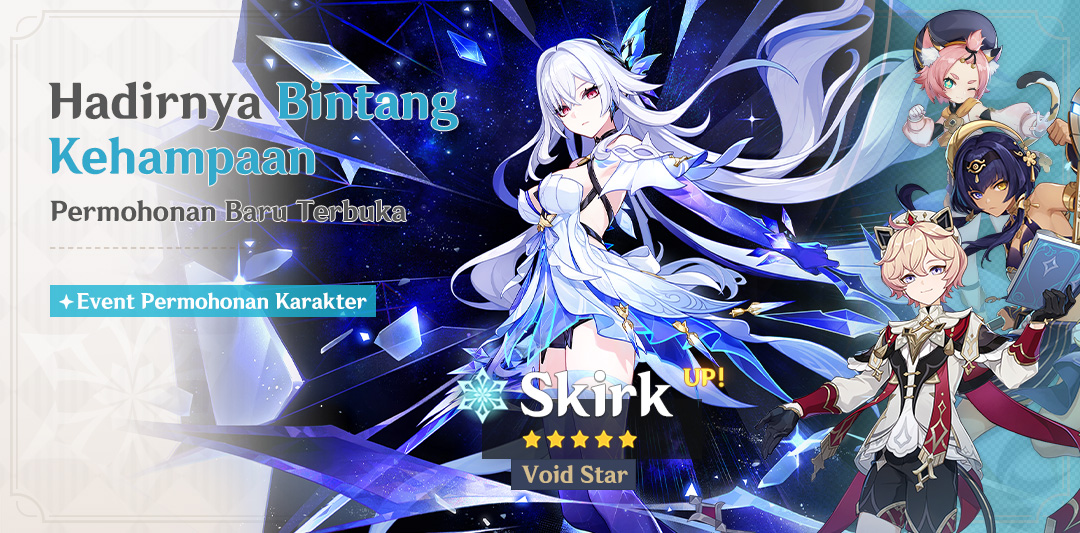 Hadirnya Bintang
Kehampaan
Permohonan Baru Terbuka
Event Permohonan Karakter
Skirk UP!
Void Star